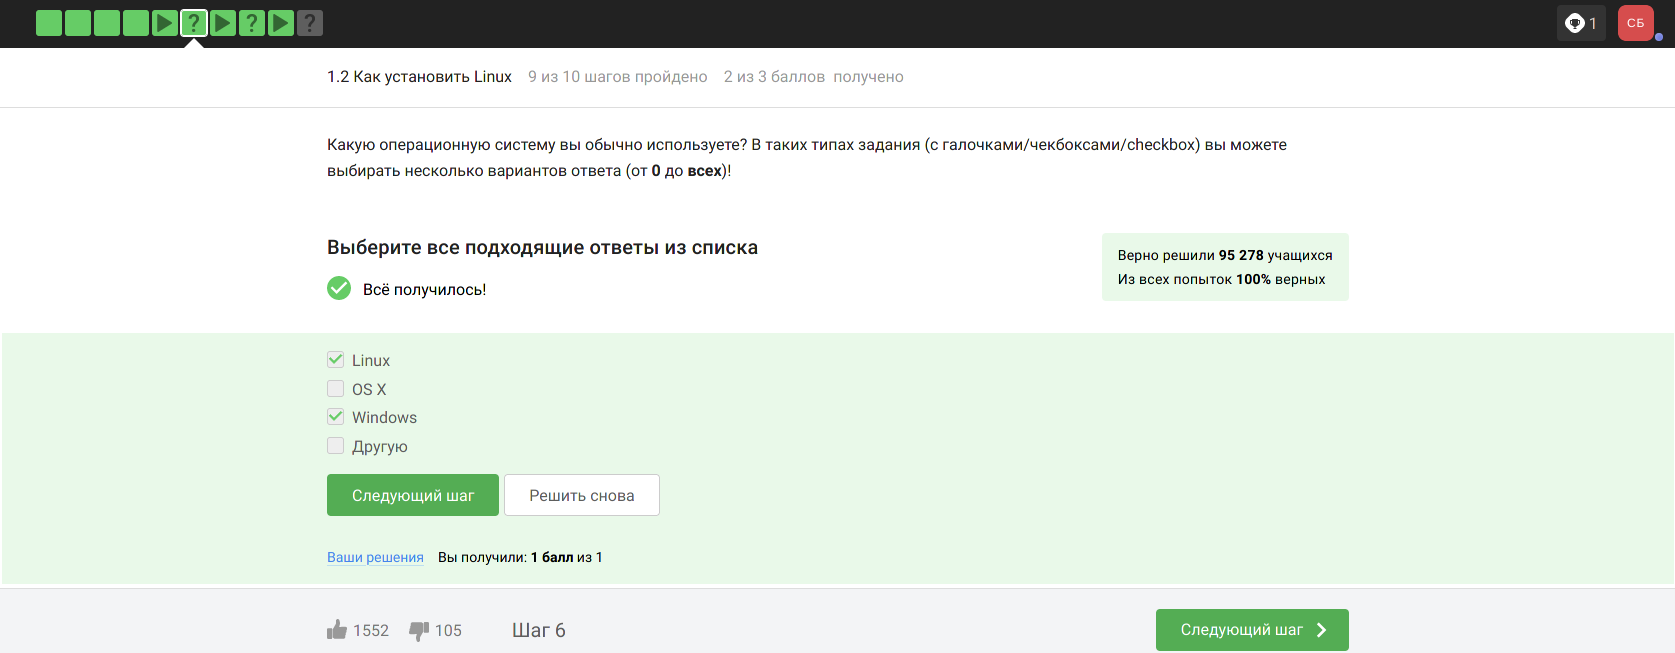 ? ? ?
1
СБ
1.2 Как установить Linux 9 из 10 шагов пройдено 2 из 3 баллов получено
Какую операционную систему вы обычно используете? В таких типах задания (с галочками/чекбоксами/checkbox) вы можете
выбирать несколько вариантов ответа (от 0 до всех)!
Выберите все подходящие ответы из списка
Всё получилось!
Верно решили 95 278 учащихся
Из всех попыток 100% верных
Linux
OS X
Windows
Другую
Следующий шаг
Решить снова
Ваши решения Вы получили: 1 балл из 1
1552 105 Шаг 6
Следующий шаг